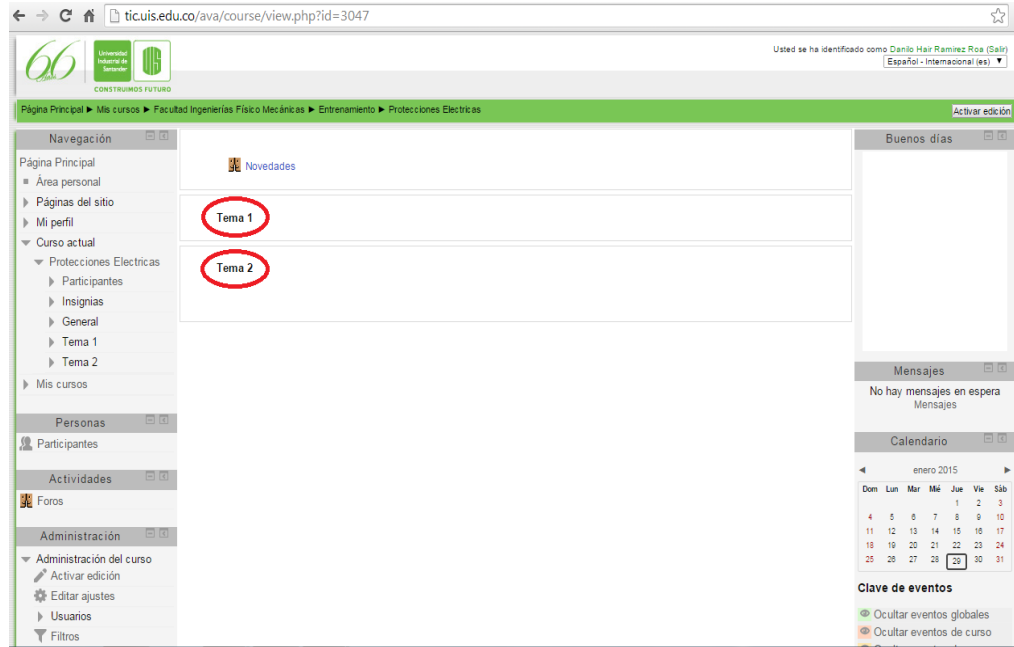 tic.uis.edu.co/ava/course/view.php?id=3047
66
Universidad
Industrial de
Santander
CONSTRUIMOS FUTURO
Usted se ha identificado como Danilo Hair Ramirez Roa (Salir)
Español - Internacional (es) ▼
Página Principal ► Mis cursos ► Facultad Ingenierías Físico Mecánicas ► Entrenamiento ► Protecciones Electricas
Activar edición
Navegación
Página Principal
Área personal
Páginas del sitio
Mi perfil
Curso actual
Protecciones Electricas
Participantes
Insignias
General
Tema 1
Tema 2
Mis cursos
Personas
Participantes
Actividades
Foros
Administración
Administración del curso
Activar edición
Editar ajustes
Usuarios
Filtros
Novedades
Tema 1
Tema 2
Buenos días
Mensajes
No hay mensajes en espera
Mensajes
Calendario
◄ enero 2015 ►
Dom Lun Mar Mié Jue Vie Sáb
1 2 3
4 5 6 7 8 9 10
11 12 13 14 15 16 17
18 19 20 21 22 23 24
25 26 27 28 29 30 31
Clave de eventos
Ocultar eventos globales
Ocultar eventos de curso